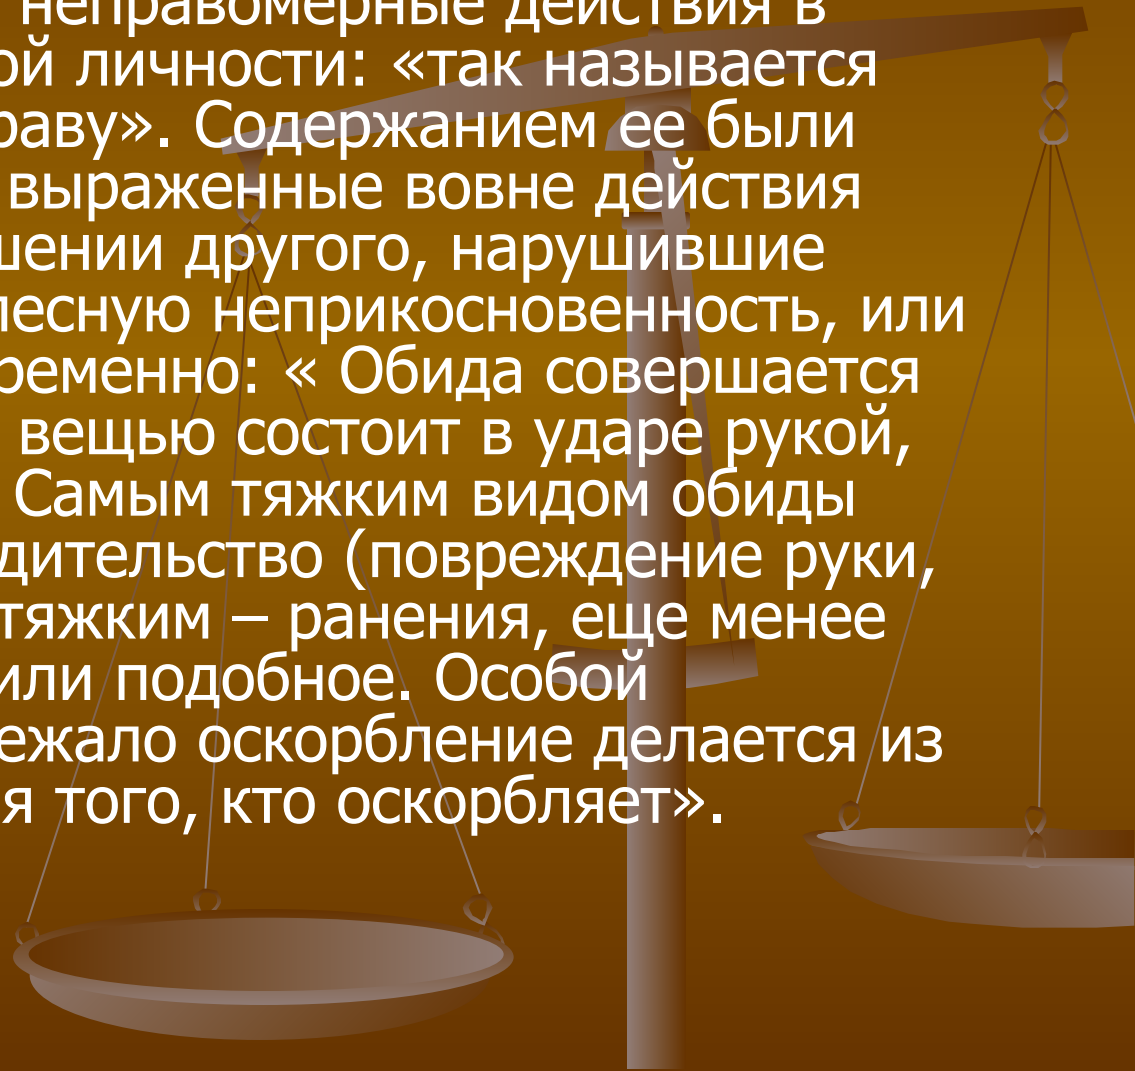 неправомерные действия в
ой личности: «так называется
раву». Содержанием ее были
выраженные вовне действия
шении другого, нарушившие
лесную неприкосновенность, или
ременно: « Обида совершается
вещью состоит в ударе рукой,
Самым тяжким видом обиды
дительство (повреждение руки,
тяжким – ранения, еще менее
или подобное. Особой
ежало оскорбление делается из
я того, кто оскорбляет».